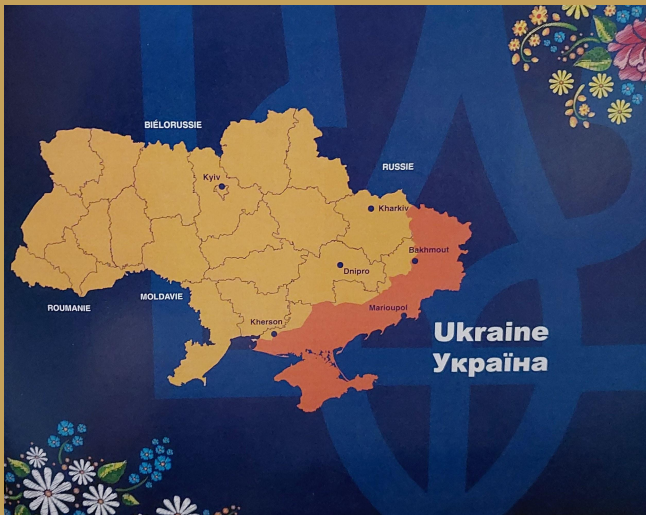 BIÉLORUSSIE
RUSSIE
Kyiv
Kharkiv
Bakhmout
Dnipro
ROUMANIE
MOLDAVIE
Marioupol
Kherson
Ukraine
Україна